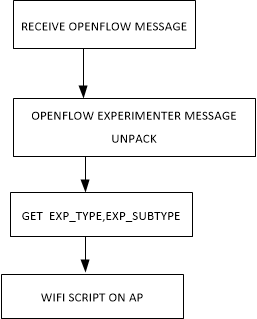 RECEIVE OPENFLOW MESSAGE
OPENFLOW EXPERIMENTER MESSAGE
UNPACK
GET EXP_TYPE,EXP_SUBTYPE
WIFI SCRIPT ON AP